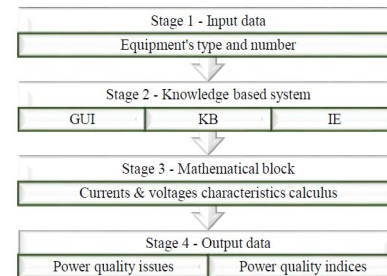 Stage 1 - Input data
Equipment's type and number
Stage 2 - Knowledge based system
GUI KB IE
Stage 3 - Mathematical block
Currents & voltages characteristics calculus
Stage 4 - Output data
Power quality issues Power quality indices